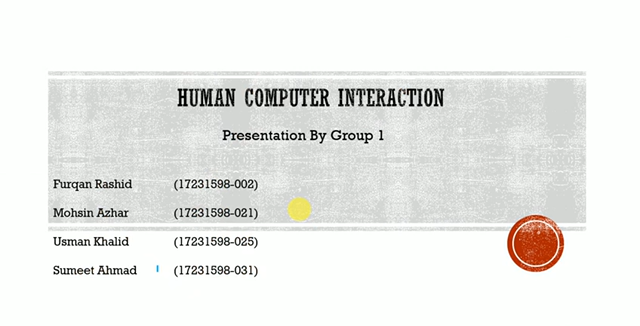 HUMAN COMPUTER INTERACTION
Presentation By Group 1
Furqan Rashid (17231598-002)
Mohsin Azhar (17231598-021)
Usman Khalid (17231598-025)
Sumeet Ahmad (17231598-031)